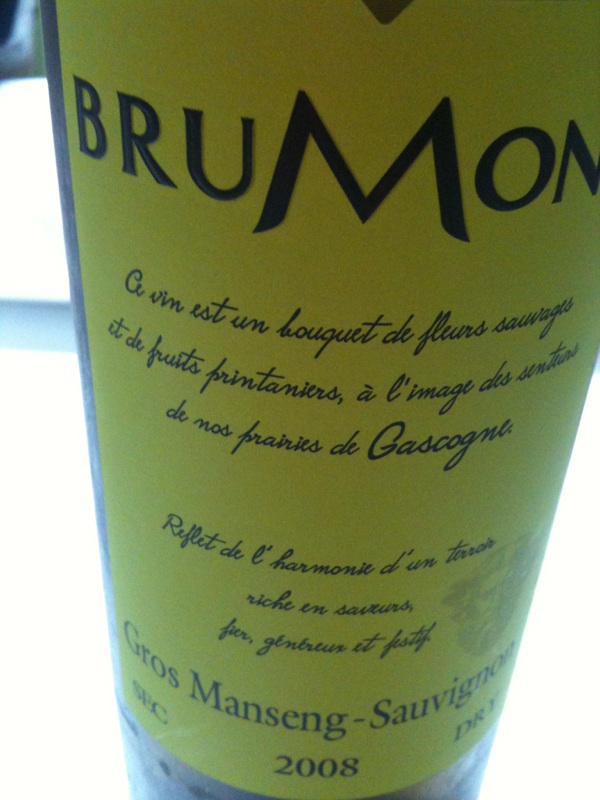 BRUMON
Ce vin est un bouquet de fleurs sauvages
et de fruits printaniers, à l'image des senteurs
de nos prairies de Gascogne.
Reflet de l'harmonie d'un terroir
riche en saveurs,
fier, généreux et festif.
Gros Manseng-Sauvignon
SEC DRY
2008